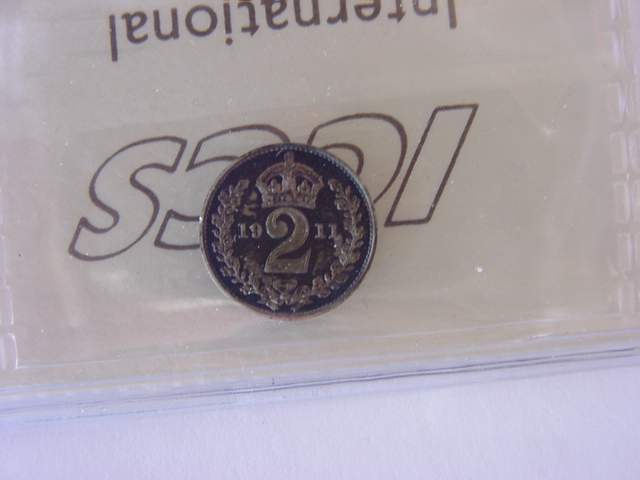 ICCS
International
19 2 11